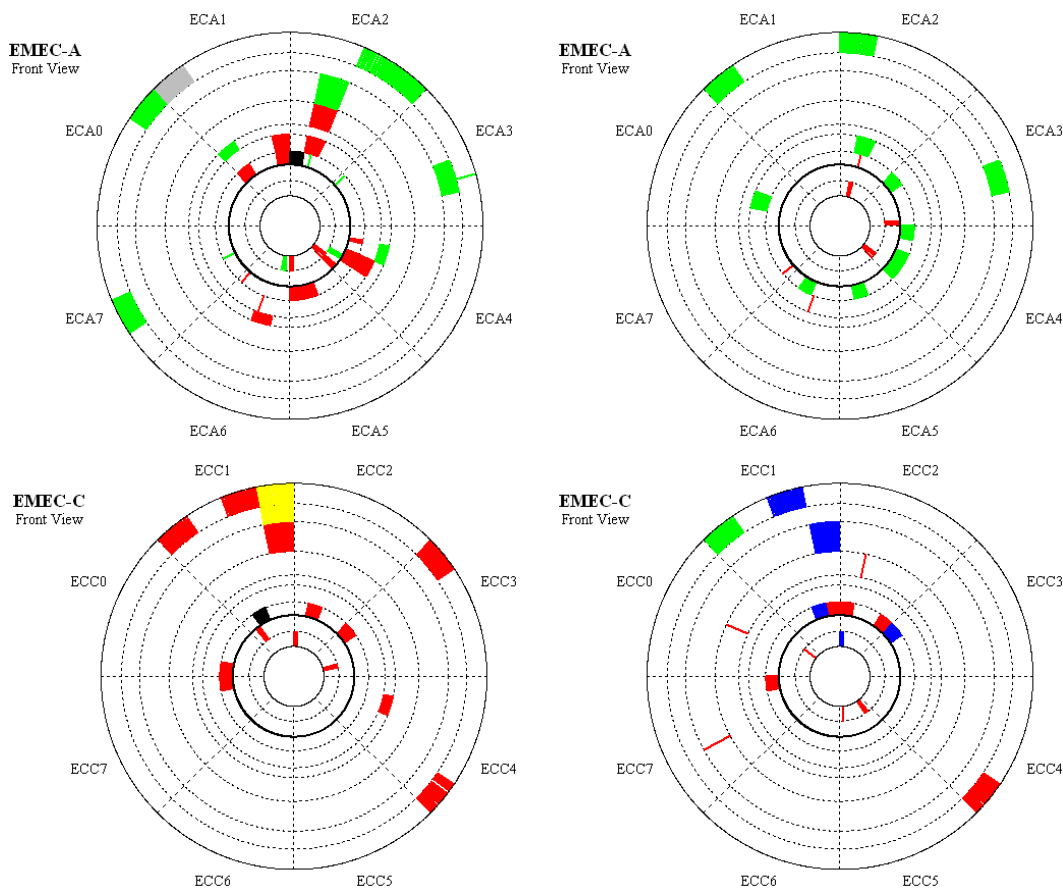 ECA1
ECA2
EMEC-A
Front View
ECA0
ECA3
ECA7
ECA4
ECA6
ECA5
ECA1
ECA2
EMEC-A
Front View
ECA0
ECA3
ECA7
ECA4
ECA6
ECA5
ECC1
ECC2
EMEC-C
Front View
ECC0
ECC3
ECC7
ECC4
ECC6
ECC5
ECC1
ECC2
EMEC-C
Front View
ECC0
ECC3
ECC7
ECC4
ECC6
ECC5